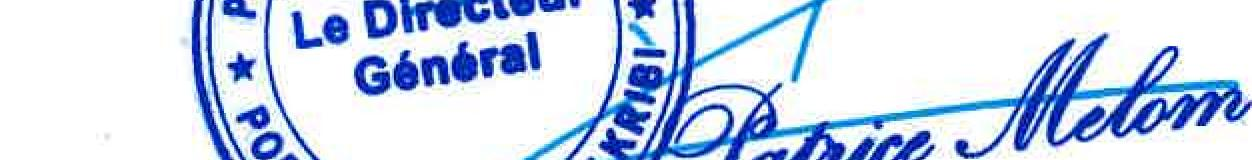 Le Directeur
Général
KRIBI
Patrice Melom